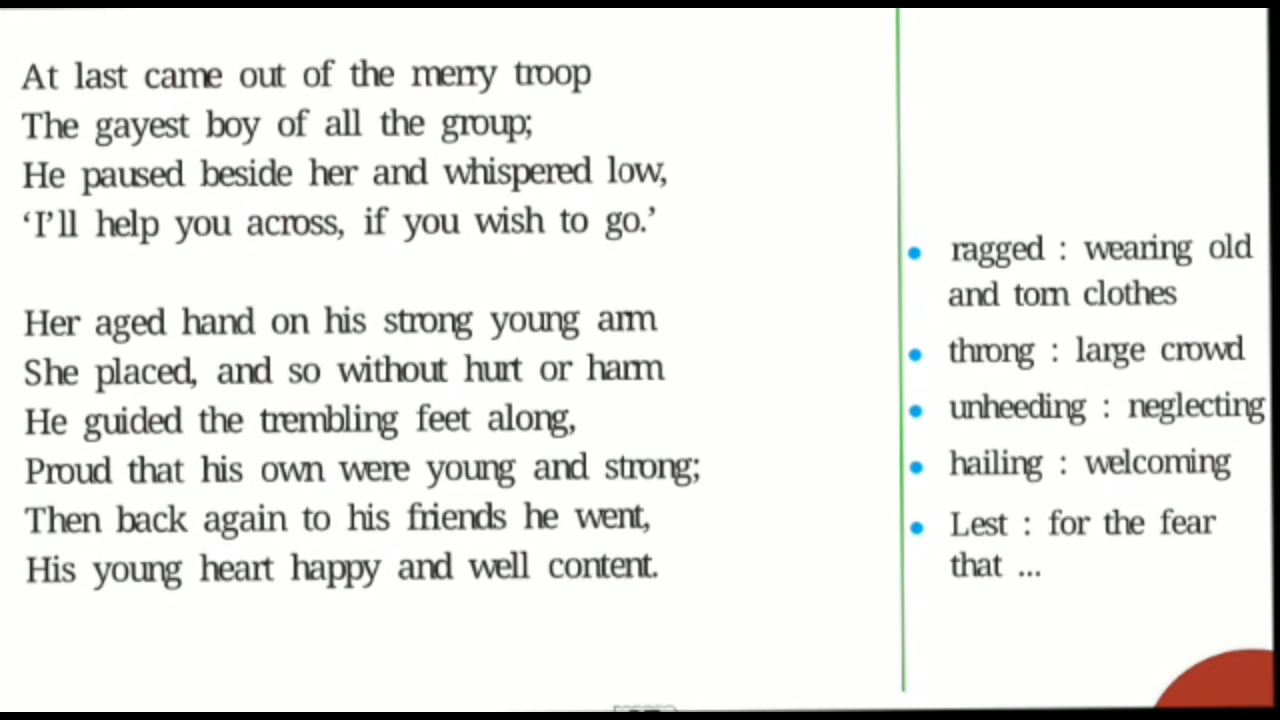 At last came out of the merry troop
The gayest boy of all the group;
He paused beside her and whispered low,
‘I’ll help you across, if you wish to go.’
Her aged hand on his strong young arm
She placed, and so without hurt or harm
He guided the trembling feet along,
Proud that his own were young and strong;
Then back again to his friends he went,
His young heart happy and well content.
ragged : wearing old
and torn clothes
throng : large crowd
unheeding : neglecting
hailing : welcoming
Lest : for the fear
that ...